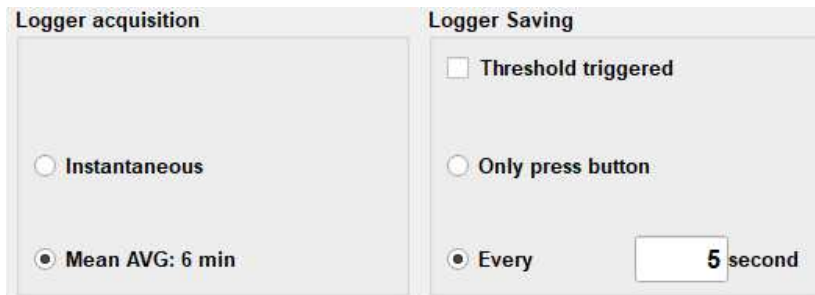 Logger acquisition
Instantaneous
Mean AVG: 6 min
Logger Saving
Threshold triggered
Only press button
Every 5 second